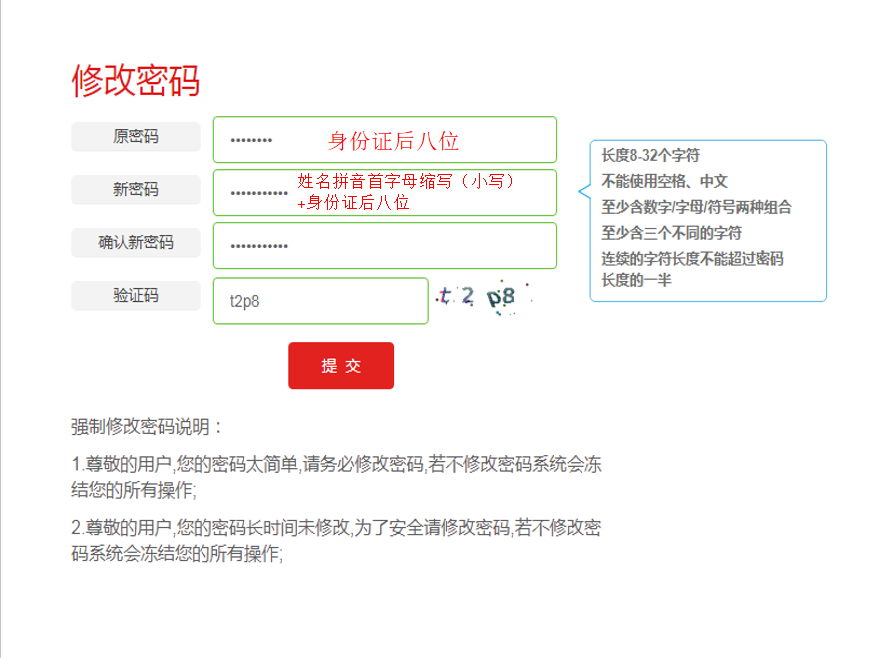 修改密码
原密码
•••••••• 身份证后八位
新密码
••••••••••• 姓名拼音首字母缩写（小写）
+身份证后八位
确认新密码
•••••••••••
验证码
t2p8
t2p8
提 交
长度8-32个字符
不能使用空格、中文
至少含数字/字母/符号两种组合
至少含三个不同的字符
连续的字符长度不能超过密码
长度的一半
强制修改密码说明：
1.尊敬的用户,您的密码太简单,请务必修改密码,若不修改密码系统会冻
结您的所有操作;
2.尊敬的用户,您的密码长时间未修改,为了安全请修改密码,若不修改密
码系统会冻结您的所有操作;